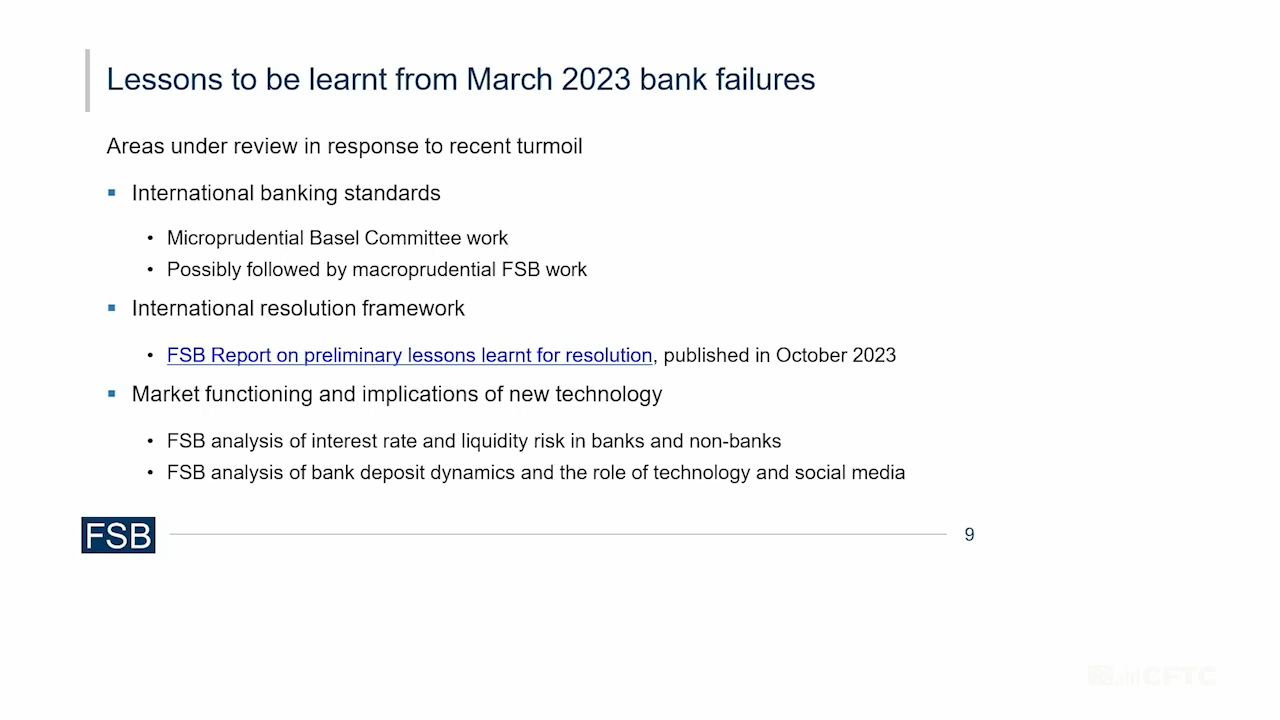 Lessons to be learnt from March 2023 bank failures
Areas under review in response to recent turmoil
▪ International banking standards
• Microprudential Basel Committee work
• Possibly followed by macroprudential FSB work
▪ International resolution framework
• FSB Report on preliminary lessons learnt for resolution, published in October 2023
▪ Market functioning and implications of new technology
• FSB analysis of interest rate and liquidity risk in banks and non-banks
• FSB analysis of bank deposit dynamics and the role of technology and social media
FSB
9
CFTC